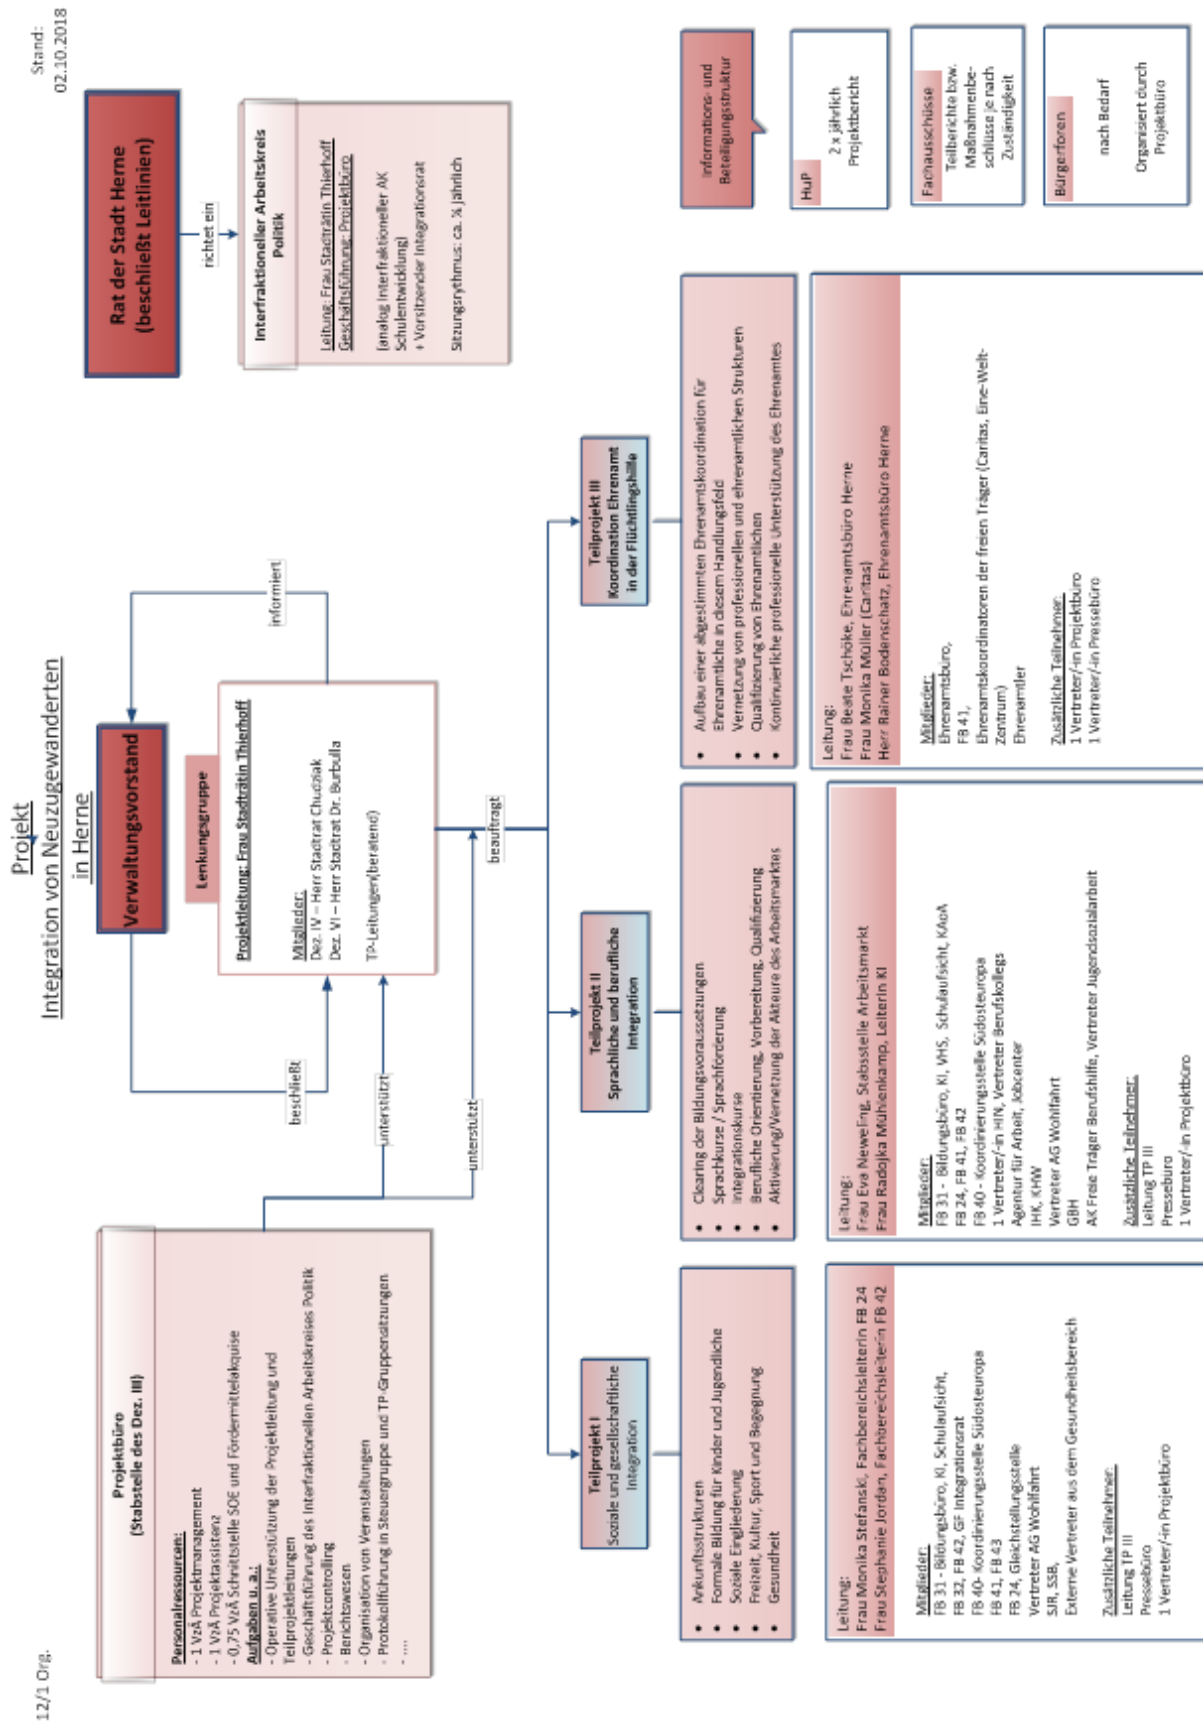 12/1 Org.
Stand:
02.10.2018
Projekt
Integration von Neuzugewanderten
in Herne
Projektbüro
(Stabstelle des Dez. III)
Personalressourcen:
- 1 VzÄ Projektmanagement
- 1 VzÄ Projektassistenz
- 0,75 VzÄ Schnittstelle SOE und Fördermittelakquise
Aufgaben u. a.:
- Operative Unterstützung der Projektleitung und
Teilprojektleitungen
- Geschäftsführung des Interfraktionellen Arbeitskreises Politik
- Projektcontrolling
- Berichtswesen
- Organisation von Veranstaltungen
- Protokollführung in Steuergruppe und TP-Gruppensitzungen
- ....
Verwaltungsvorstand
beschließt
informiert
unterstützt
unterstützt
Lenkungsgruppe
Projektleitung: Frau Stadträtin Thierhoff
Mitglieder:
Dez. IV – Herr Stadtrat Chudziak
Dez. VI – Herr Stadtrat Dr. Burbulla
TP-Leitungen(beratend)
beauftragt
Rat der Stadt Herne
(beschließt Leitlinien)
richtet ein
Interfraktioneller Arbeitskreis
Politik
Leitung: Frau Stadträtin Thierhoff
Geschäftsführung: Projektbüro
(analog Interfraktioneller AK
Schulentwicklung)
+ Vorsitzender Integrationsrat
Sitzungsrythmus: ca. ¼ jährlich
Teilprojekt I
Soziale und gesellschaftliche
Integration
• Ankunftsstrukturen
• Formale Bildung für Kinder und Jugendliche
• Soziale Eingliederung
• Freizeit, Kultur, Sport und Begegnung
• Gesundheit
Leitung:
Frau Monika Stefanski, Fachbereichsleiterin FB 24
Frau Stephanie Jordan, Fachbereichsleiterin FB 42
Mitglieder:
FB 31 - Bildungsbüro, KI, Schulaufsicht,
FB 32, FB 42, GF Integrationsrat
FB 40- Koordinierungsstelle Südosteuropa
FB 41, FB 43
FB 24, Gleichstellungsstelle
Vertreter AG Wohlfahrt
SJR, SSB,
Externe Vertreter aus dem Gesundheitsbereich
Zusätzliche Teilnehmer:
Leitung TP III
Pressebüro
1 Vertreter/-in Projektbüro
Teilprojekt II
Sprachliche und berufliche
Integration
• Clearing der Bildungsvoraussetzungen
• Sprachkurse / Sprachförderung
• Integrationskurse
• Berufliche Orientierung, Vorbereitung, Qualifizierung
• Aktivierung/Vernetzung der Akteure des Arbeitsmarktes
Leitung:
Frau Eva Neweling, Stabsstelle Arbeitsmarkt
Frau Radojka Mühlenkamp, Leiterin KI
Mitglieder:
FB 31 - Bildungsbüro, KI, VHS, Schulaufsicht, KAoA
FB 24, FB 41, FB 42
FB 40 - Koordinierungsstelle Südosteuropa
1 Vertreter/-in HIN, Vertreter Berufskollegs
Agentur für Arbeit, Jobcenter
IHK, KHW
Vertreter AG Wohlfahrt
GBH
AK Freie Träger Berufshilfe, Vertreter Jugendsozialarbeit
Zusätzliche Teilnehmer:
Leitung TP III
Pressebüro
1 Vertreter/-in Projektbüro
Teilprojekt III
Koordination Ehrenamt
in der Flüchtlingshilfe
• Aufbau einer abgestimmten Ehrenamtskoordination für
Ehrenamtliche in diesem Handlungsfeld
• Vernetzung von professionellen und ehrenamtlichen Strukturen
• Qualifizierung von Ehrenamtlichen
• Kontinuierliche professionelle Unterstützung des Ehrenamtes
Leitung:
Frau Beate Tschöke, Ehrenamtsbüro Herne
Frau Monika Müller (Caritas)
Herr Rainer Bodenschatz, Ehrenamtsbüro Herne
Mitglieder:
Ehrenamtsbüro,
FB 41,
Ehrenamtskoordinatoren der freien Träger (Caritas, Eine-Welt-
Zentrum)
Ehrenamtler
Zusätzliche Teilnehmer:
1 Vertreter/-in Projektbüro
1 Vertreter/-in Pressebüro
Informations- und
Beteiligungsstruktur
HuP
2 x jährlich
Projektbericht
Fachausschüsse
Teilberichte bzw.
Maßnahmenbe-
schlüsse je nach
Zuständigkeit
Bürgerforen
nach Bedarf
Organisiert durch
Projektbüro